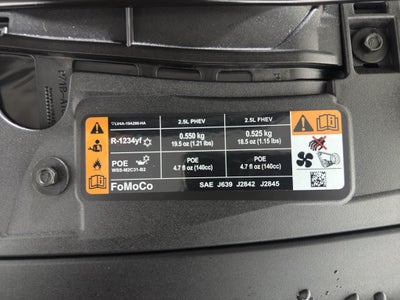 2.5L PHEV 2.5L FHEV
R-1234yf 0.550 kg 0.525 kg
19.5 oz (1.21 lbs) 18.5 oz (1.15 lbs)
POE POE POE
WSS-M2C31-B2 4.7 fl oz (140cc) 4.7 fl oz (140cc)
FoMoCo SAE J639 J2842 J2845